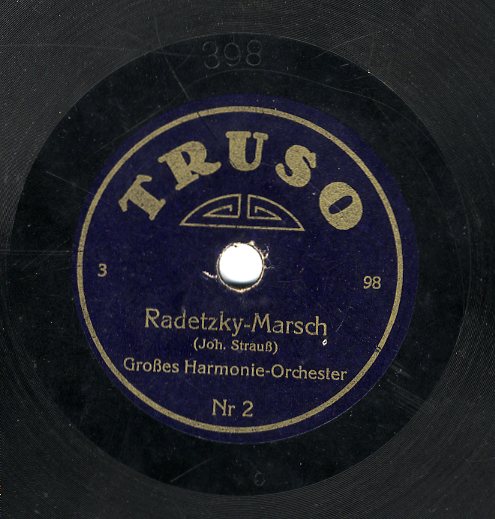 398
TRUSO
3 98
Radetzky-Marsch
(Joh. Strauß)
Großes Harmonie-Orchester
Nr 2